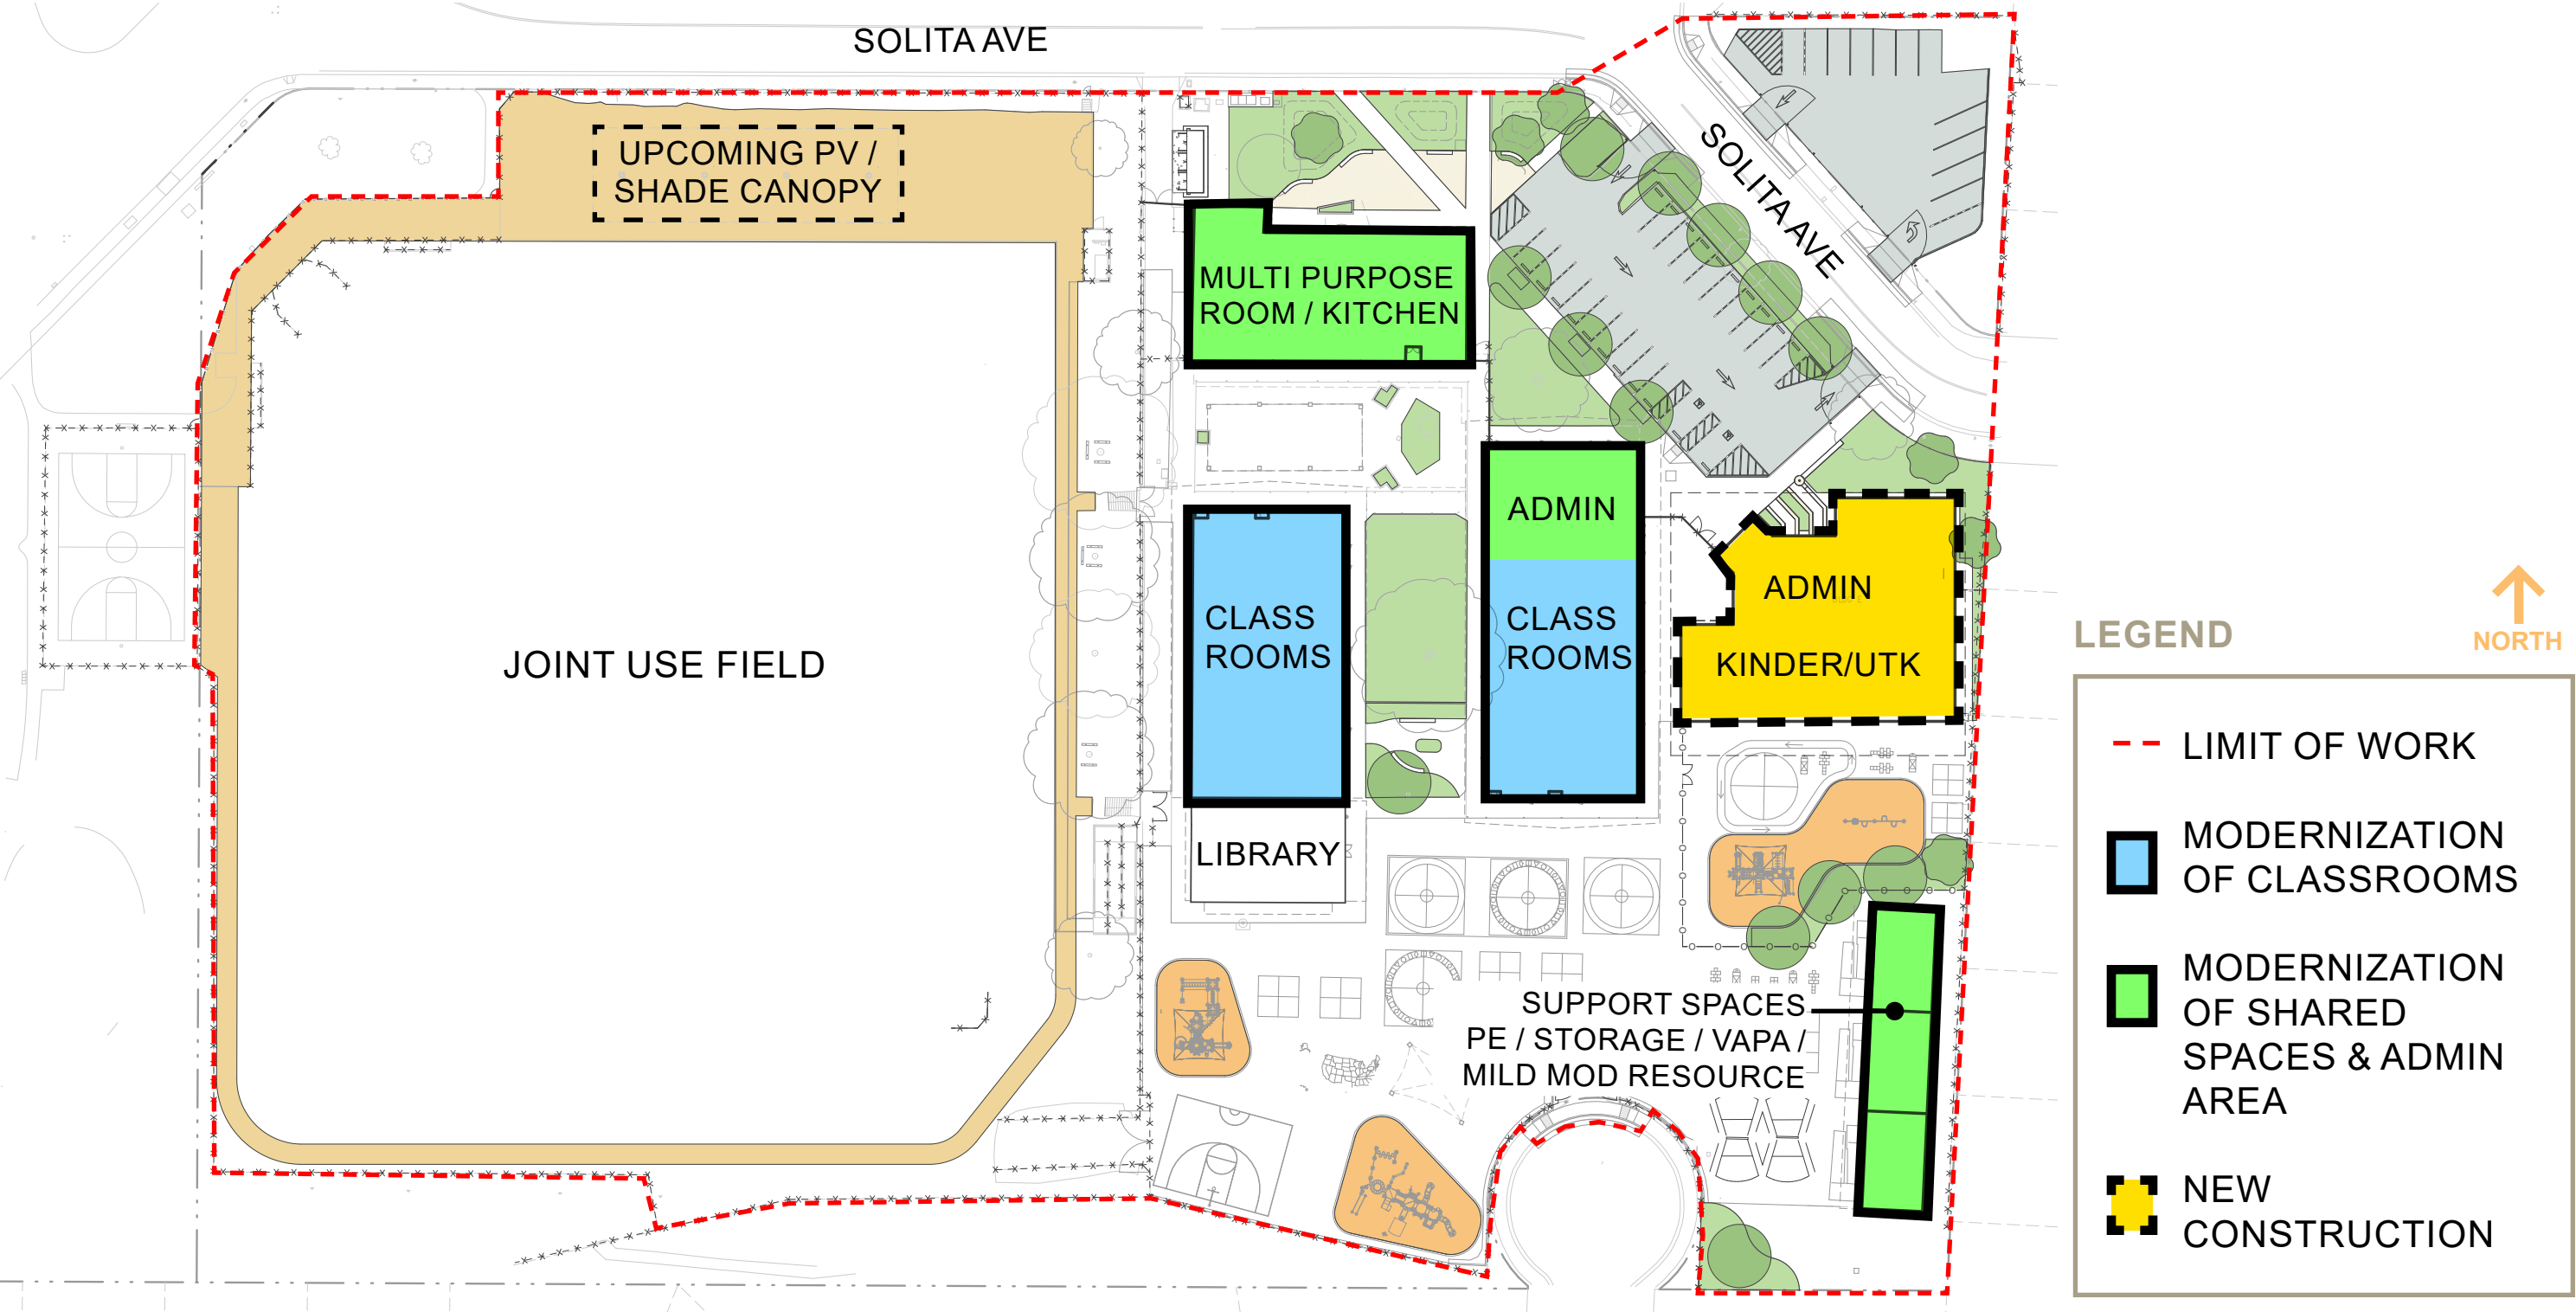 SOLITA AVE
UPCOMING PV /
SHADE CANOPY
SOLITA AVE
MULTI PURPOSE
ROOM / KITCHEN
JOINT USE FIELD
CLASS
ROOMS
LIBRARY
ADMIN
CLASS
ROOMS
ADMIN
KINDER/UTK
SUPPORT SPACES
PE / STORAGE / VAPA /
MILD MOD RESOURCE
NORTH
LEGEND
LIMIT OF WORK
MODERNIZATION
OF CLASSROOMS
MODERNIZATION
OF SHARED
SPACES & ADMIN
AREA
NEW
CONSTRUCTION